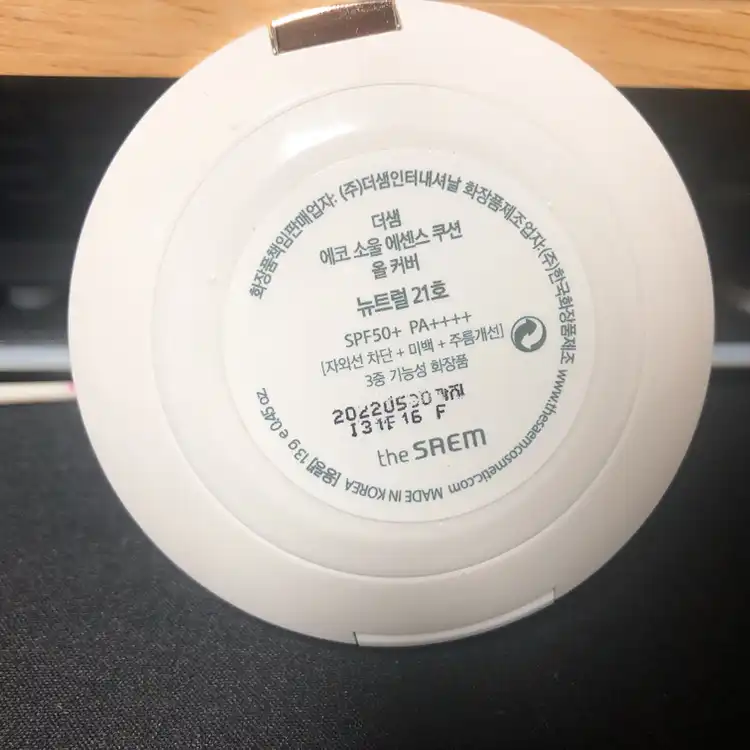 화장품책임판매업자: (주)더샘인터내셔날 화장품제조업자:(주)한국화장품제조 www.thesaemcosmetic.com MADE IN KOREA [용량] 13 g e 0.45 oz.
더샘
에코 소울 에센스 쿠션
올 커버
뉴트럴 21호
SPF50+ PA++++
[자외선 차단 + 미백 + 주름개선]
3중 기능성 화장품
20220530 까지
I31F16 F
the SAEM